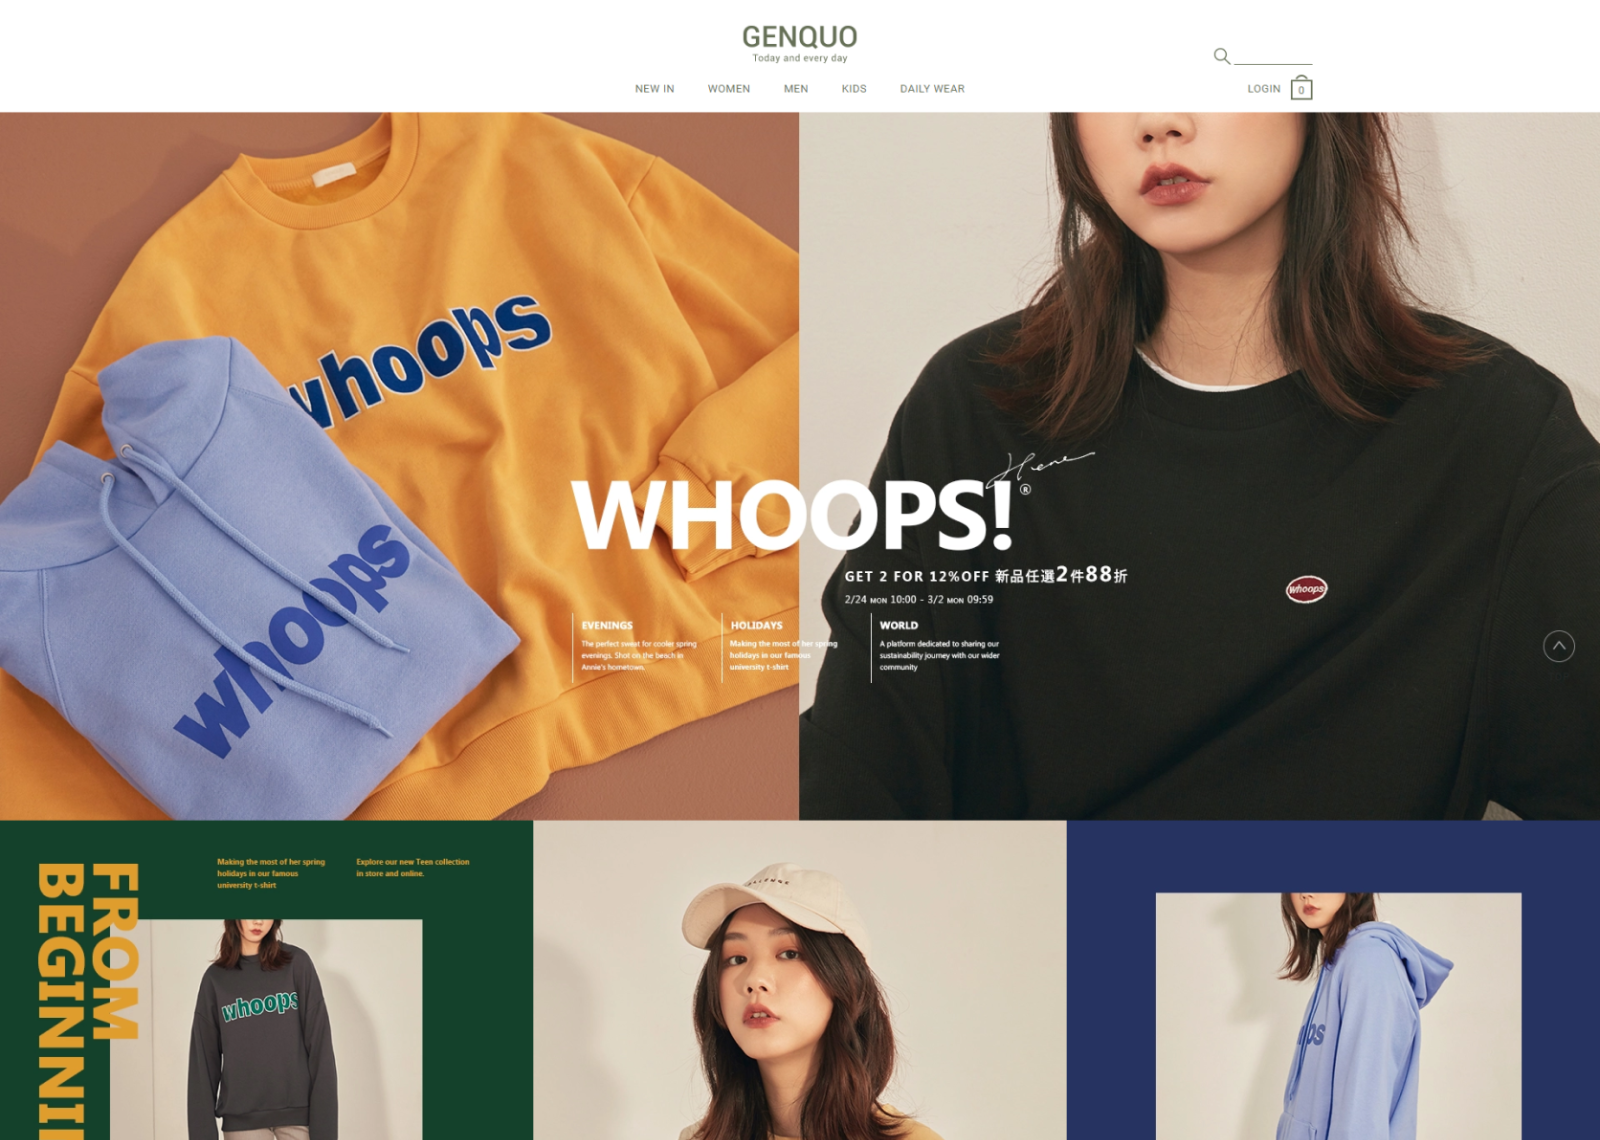 GENQUO
Today and every day
NEW IN WOMEN MEN KIDS DAILY WEAR
LOGIN 0
whoops
whoops
Here
WHOOPS!®
GET 2 FOR 12%OFF 新品任選2件88折
2/24 MON 10:00 - 3/2 MON 09:59
whoops
EVENINGS
The perfect sweat for cooler spring
evenings. Shot on the beach in
Annie's hometown.
HOLIDAYS
Making the most of her spring
holidays in our famous
university t-shirt
WORLD
A platform dedicated to sharing our
sustainability journey with our wider
community
FROM
BEGINNI
Making the most of her spring
holidays in our famous
university t-shirt
Explore our new Teen collection
in store and online.
whoops
ops